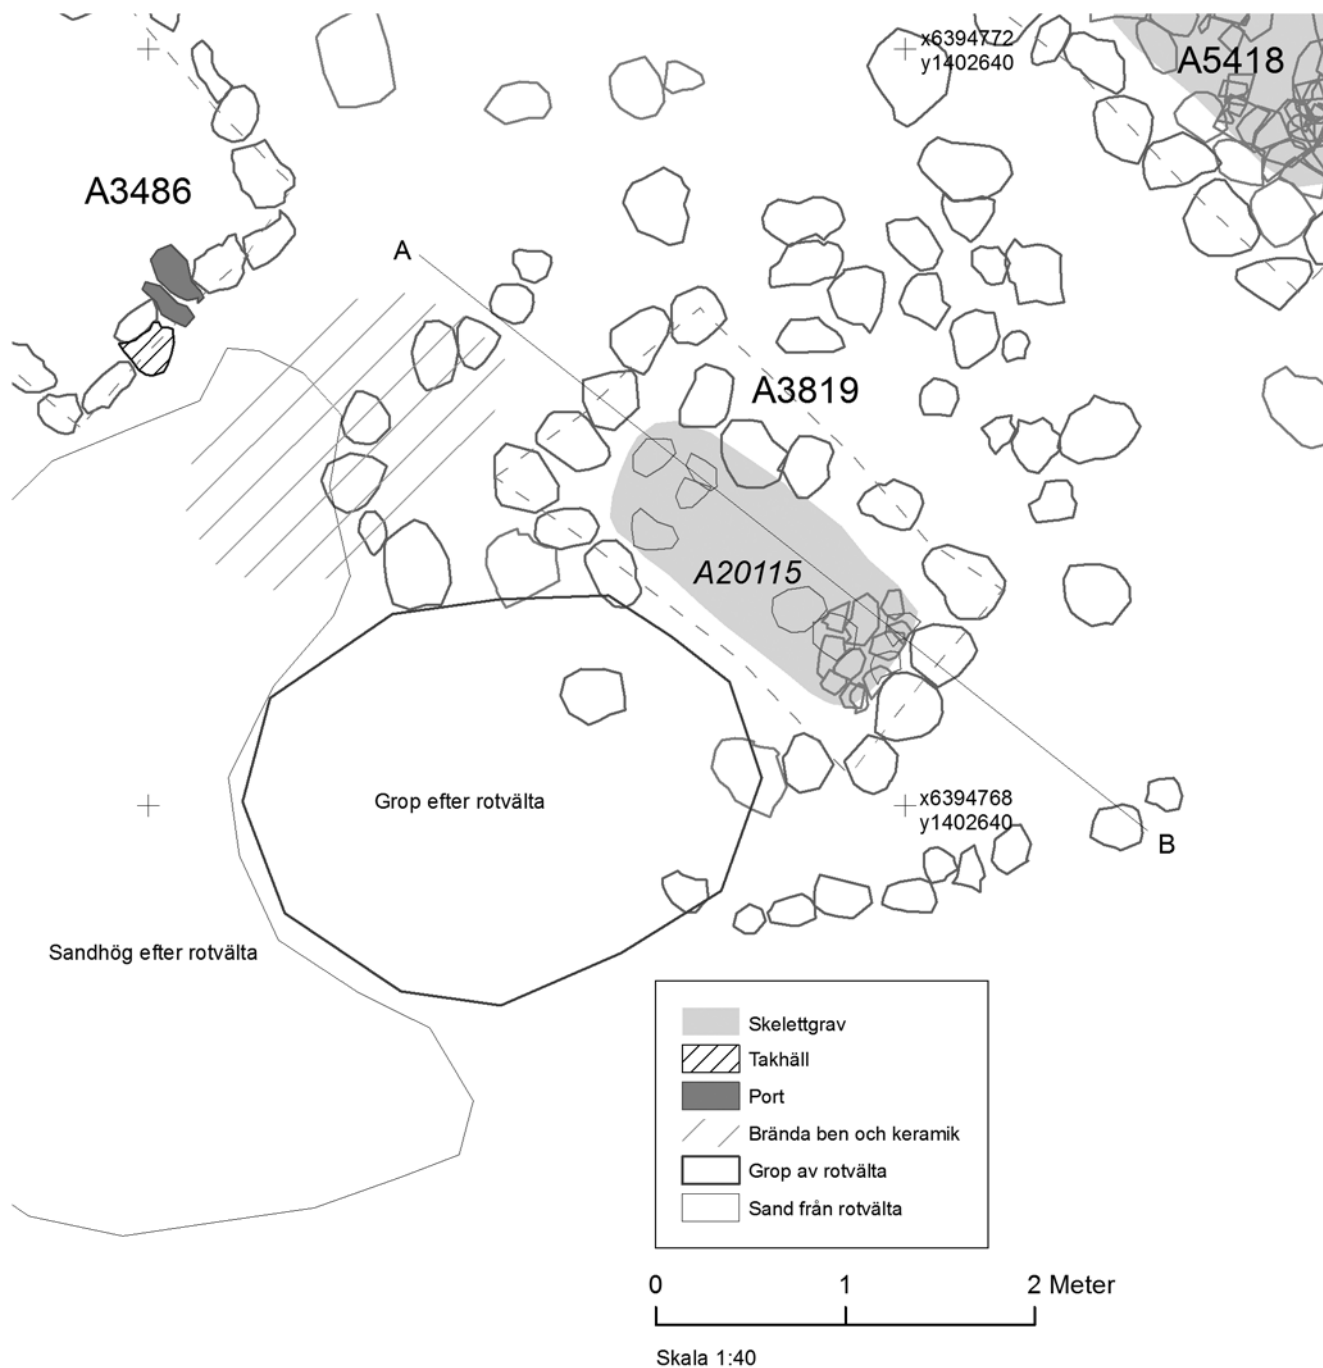 x6394772
y1402640
A5418
A3486
A
A3819
A20115
Grop efter rotvälta
x6394768
y1402640
B
Sandhög efter rotvälta
Skelettgrav
Takhäll
Port
Brända ben och keramik
Grop av rotvälta
Sand från rotvälta
0 1 2 Meter
Skala 1:40